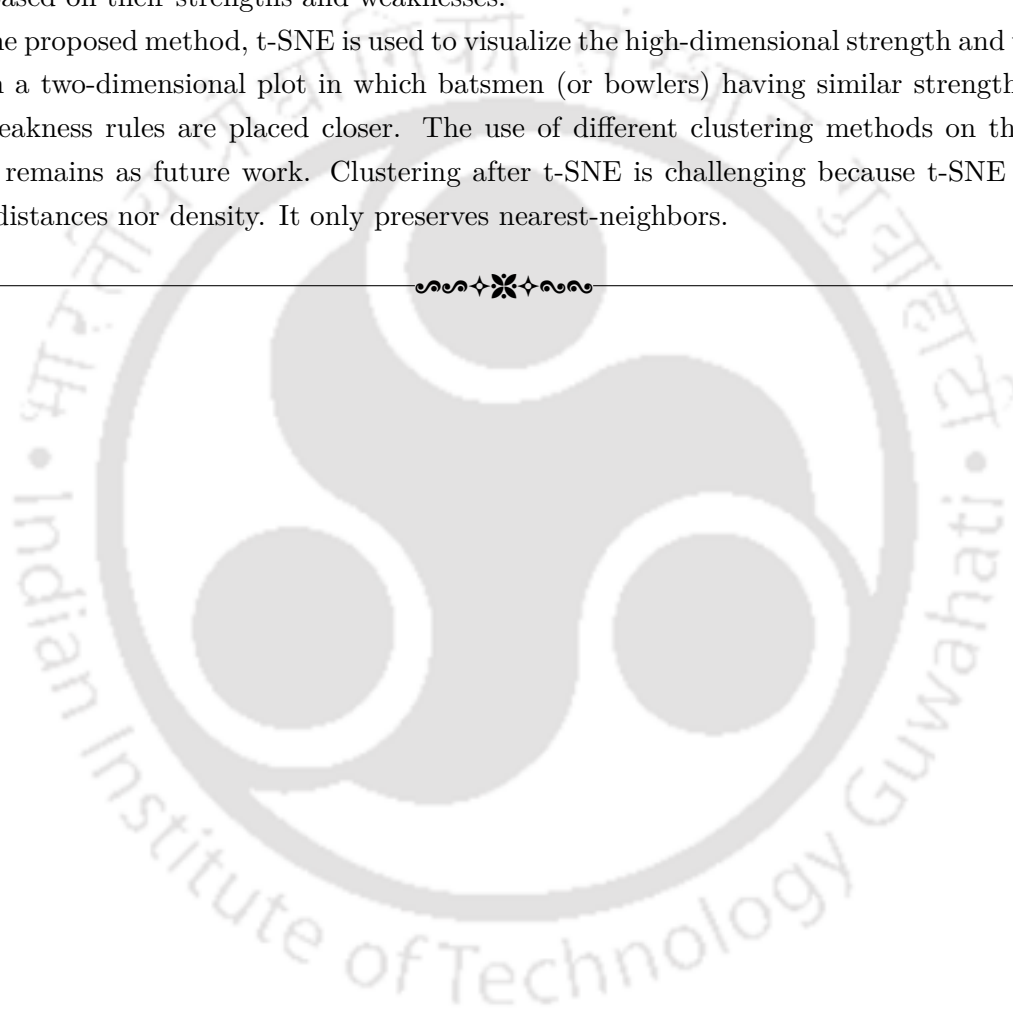 based on their strengths and weaknesses.
ne proposed method, t-SNE is used to visualize the high-dimensional strength and
a two-dimensional plot in which batsmen (or bowlers) having similar strength
eakness rules are placed closer. The use of different clustering methods on th
remains as future work. Clustering after t-SNE is challenging because t-SNE
distances nor density. It only preserves nearest-neighbors.
Indian Institute of Technology Guwahati